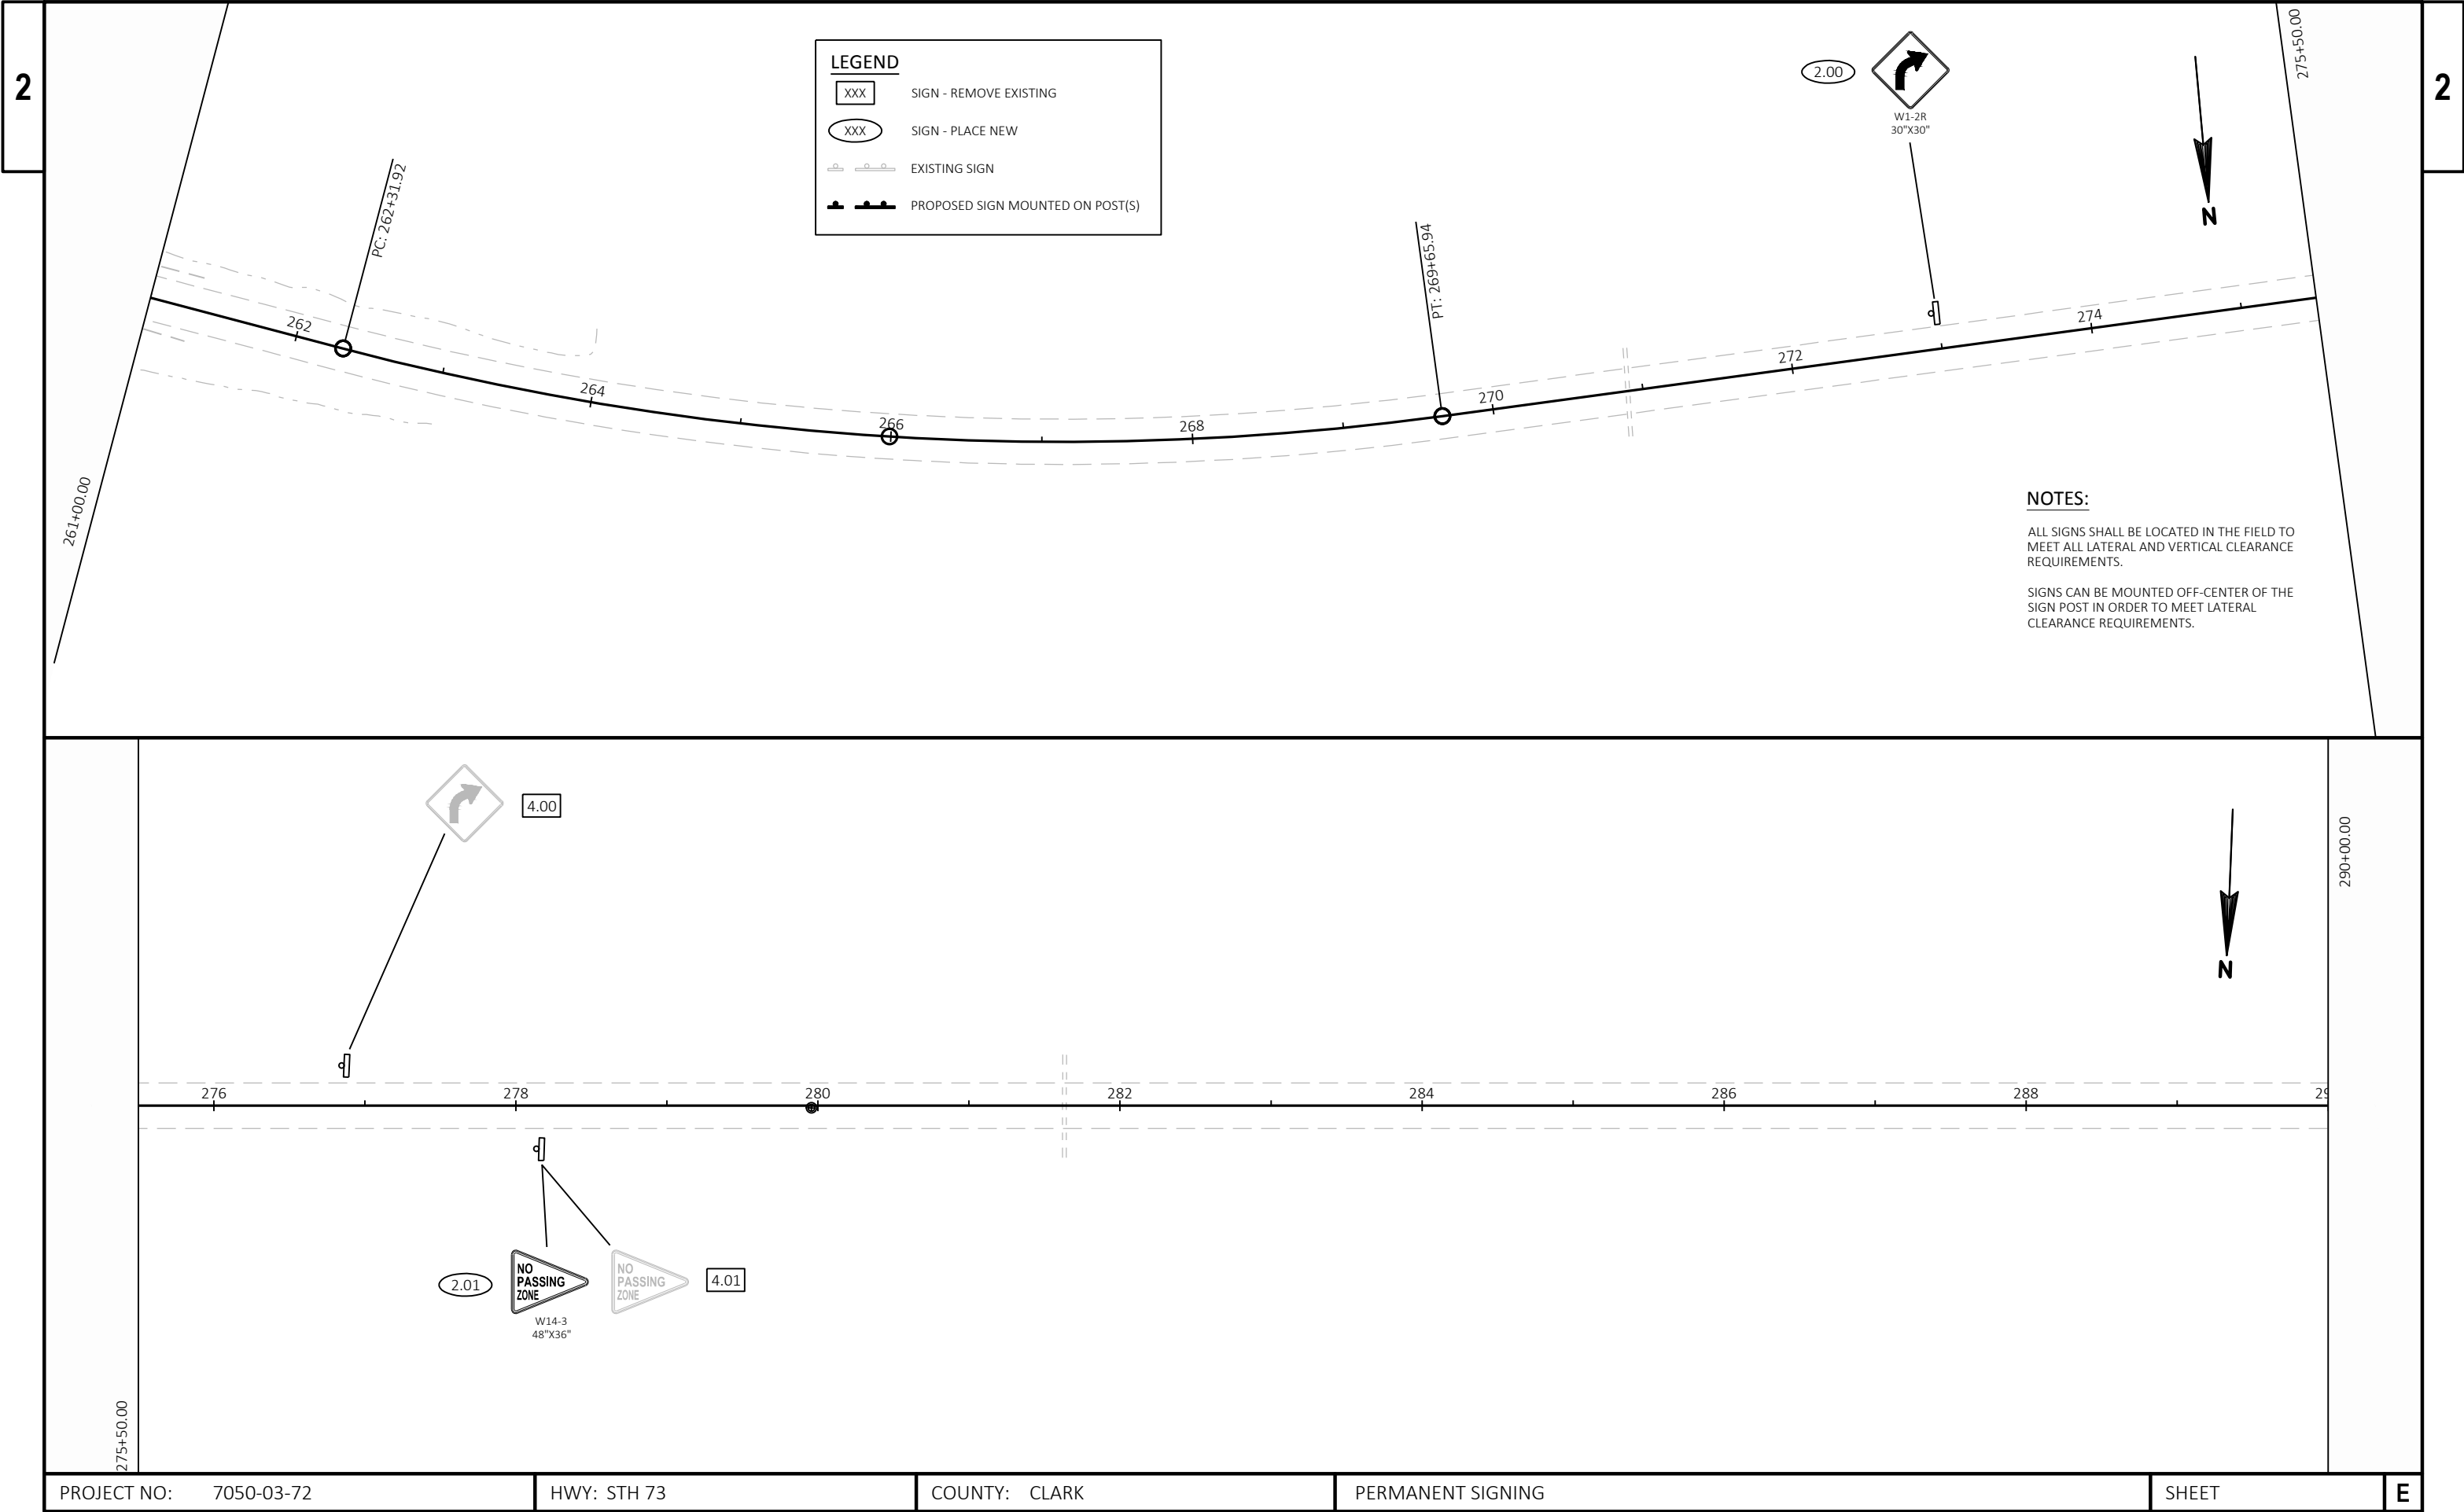 2
2
LEGEND
XXX SIGN - REMOVE EXISTING
XXX SIGN - PLACE NEW
EXISTING SIGN
PROPOSED SIGN MOUNTED ON POST(S)
2.00
W1-2R
30"X30"
275+50.00
N
PC: 262+31.92
PT: 269+65.94
262
264
266
268
270
272
274
261+00.00
NOTES:
ALL SIGNS SHALL BE LOCATED IN THE FIELD TO
MEET ALL LATERAL AND VERTICAL CLEARANCE
REQUIREMENTS.
SIGNS CAN BE MOUNTED OFF-CENTER OF THE
SIGN POST IN ORDER TO MEET LATERAL
CLEARANCE REQUIREMENTS.
4.00
290+00.00
N
276
278
280
282
284
286
288
29
2.01
NO
PASSING
ZONE
W14-3
48"X36"
NO
PASSING
ZONE
4.01
275+50.00
PROJECT NO: 7050-03-72
HWY: STH 73
COUNTY: CLARK
PERMANENT SIGNING
SHEET
E